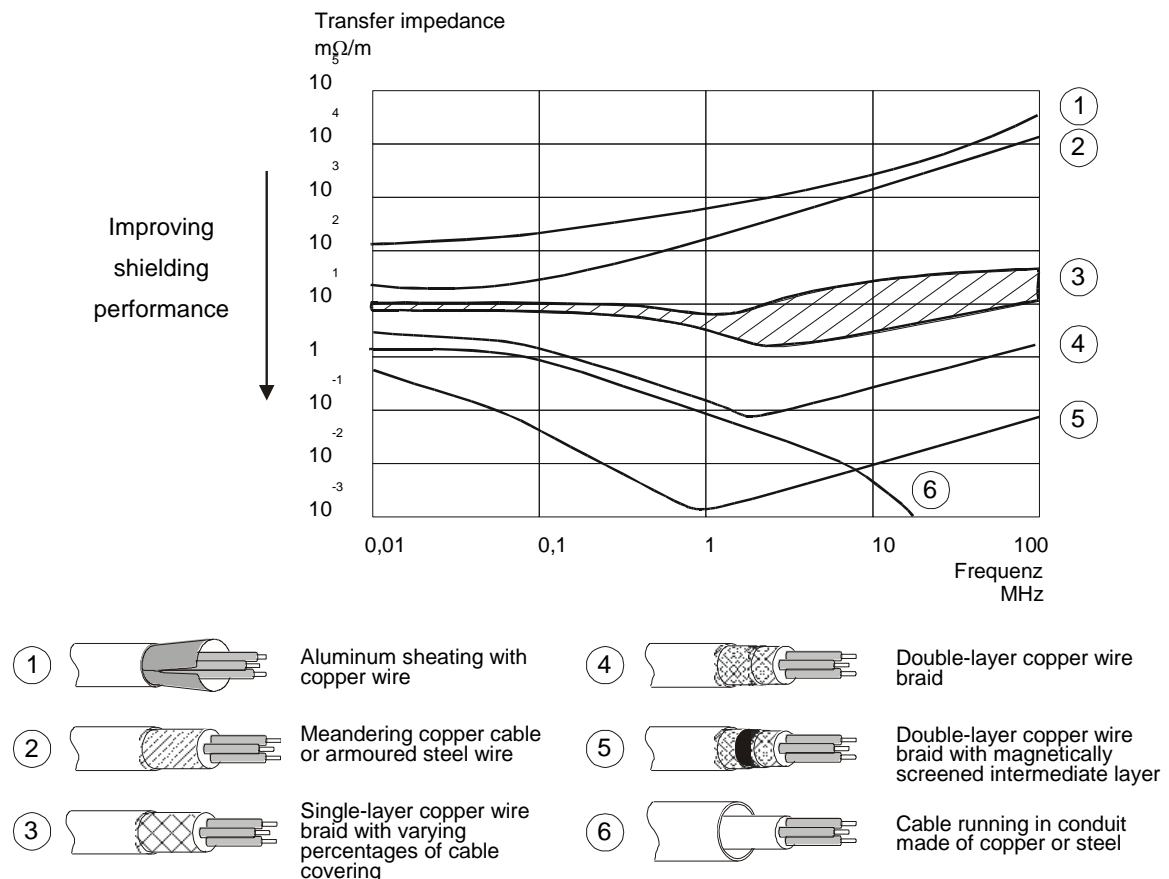 Transfer impedance
mΩ/m
10^5
10^4
10^3
10^2
10^1
1
10^-1
10^-2
10^-3
Improving
shielding
performance
1
2
3
4
5
6
0,01 0,1 1 10 100
Frequenz
MHz
1
Aluminum sheating with
copper wire
2
Meandering copper cable
or armoured steel wire
3
Single-layer copper wire
braid with varying
percentages of cable
covering
4
Double-layer copper wire
braid
5
Double-layer copper wire
braid with magnetically
screened intermediate layer
6
Cable running in conduit
made of copper or steel